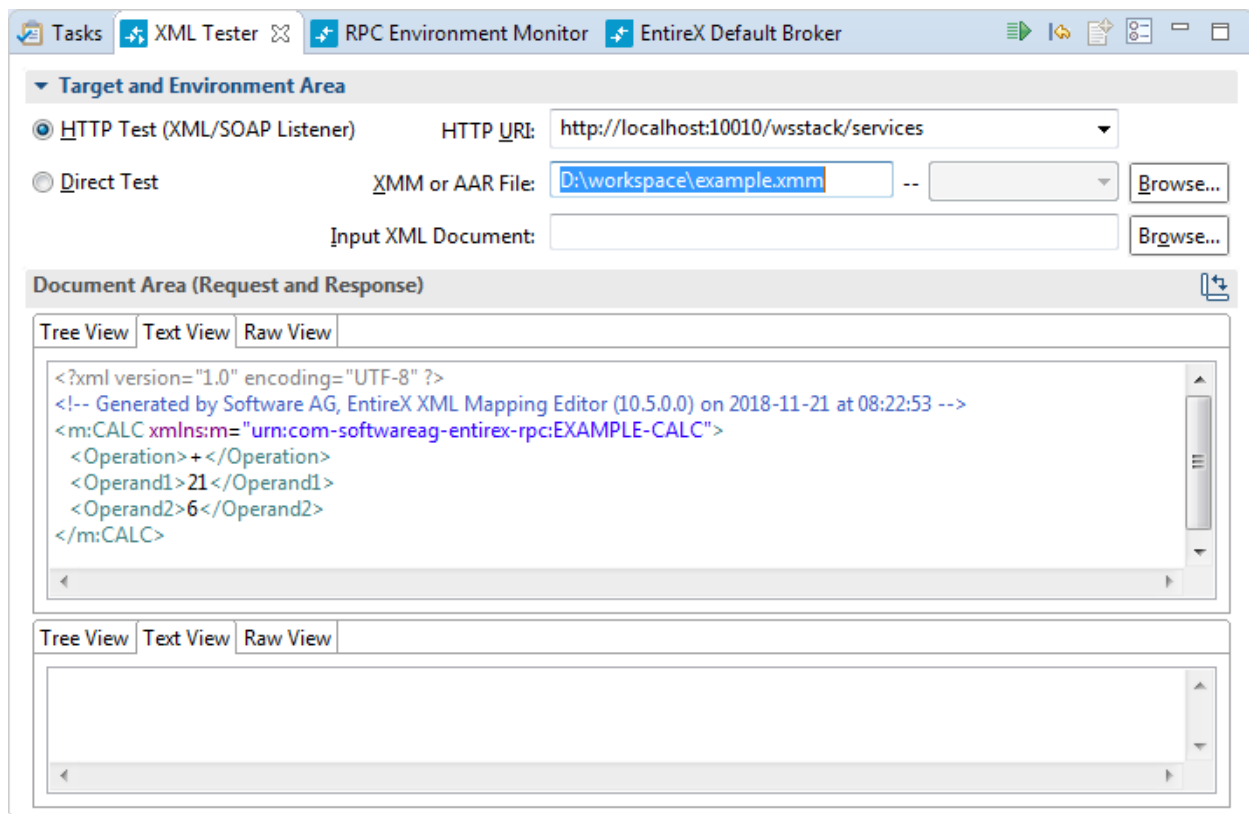 Tasks XML Tester RPC Environment Monitor EntireX Default Broker
Target and Environment Area
HTTP Test (XML/SOAP Listener) HTTP URI: http://localhost:10010/wsstack/services
Direct Test XMM or AAR File: D:\workspace\example.xmm -- Browse...
Input XML Document: Browse...
Document Area (Request and Response)
Tree View Text View Raw View
<?xml version="1.0" encoding="UTF-8" ?>
<!-- Generated by Software AG, EntireX XML Mapping Editor (10.5.0.0) on 2018-11-21 at 08:22:53 -->
<m:CALC xmlns:m="urn:com-softwareag-entirex-rpc:EXAMPLE-CALC">
<Operation>+</Operation>
<Operand1>21</Operand1>
<Operand2>6</Operand2>
</m:CALC>
Tree View Text View Raw View